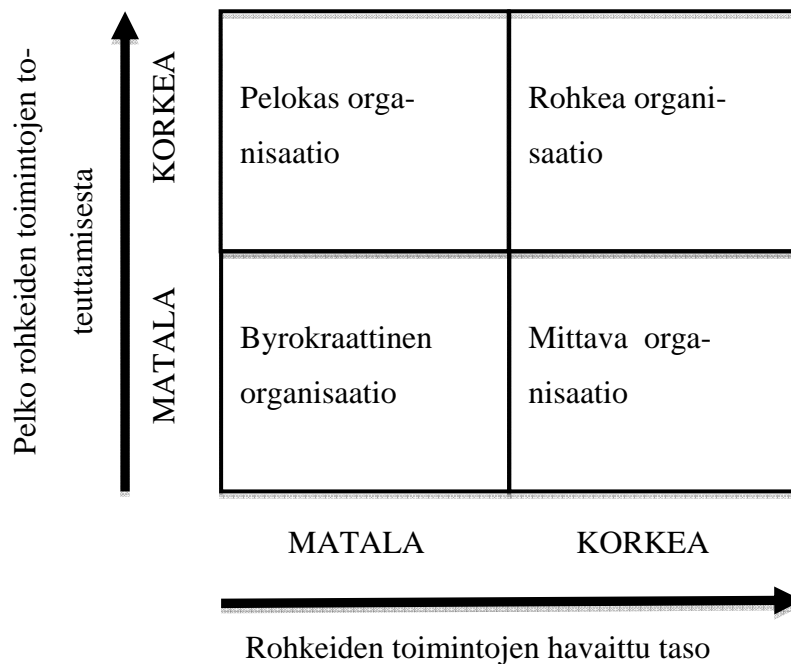 Pelko rohkeiden toimintojen to-
teuttamisesta
KORKEA
MATALA
Pelokas orga-
nisaatio
Rohkea organi-
saatio
Byrokraattinen
organisaatio
Mittava orga-
nisaatio
MATALA
KORKEA
Rohkeiden toimintojen havaittu taso